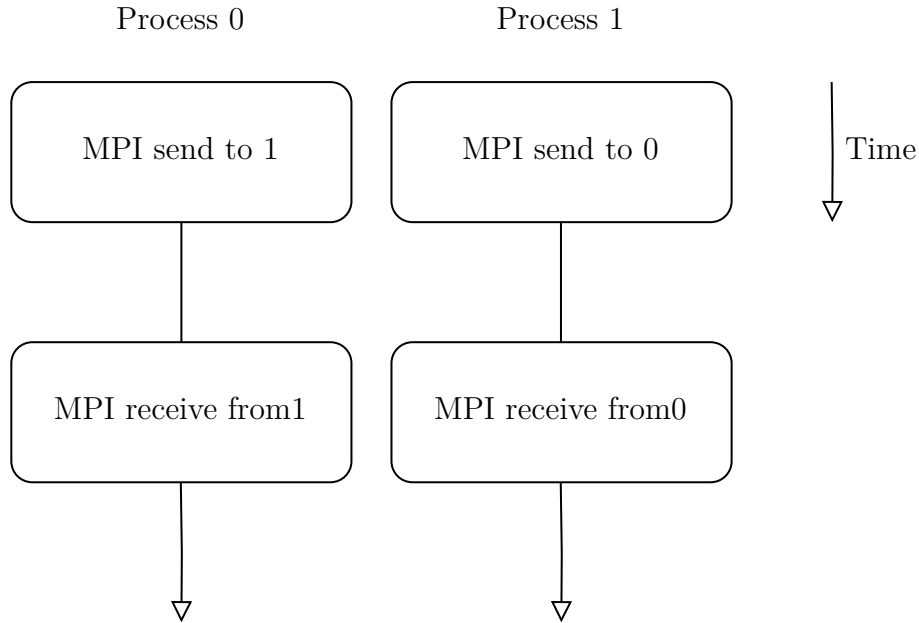 Process 0
Process 1
MPI send to 1
MPI send to 0
Time
MPI receive from1
MPI receive from0